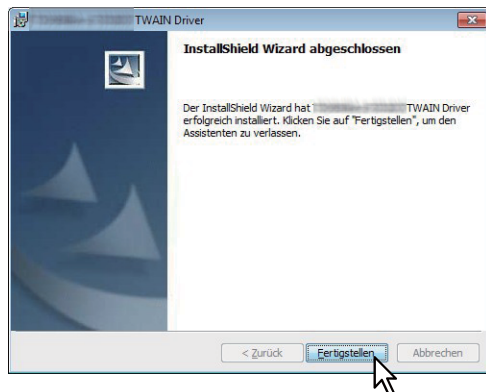 TWAIN Driver
InstallShield Wizard abgeschlossen
Der InstallShield Wizard hat TWAIN Driver
erfolgreich installiert. Klicken Sie auf "Fertigstellen", um den
Assistenten zu verlassen.
< Zurück
Fertigstellen
Abbrechen